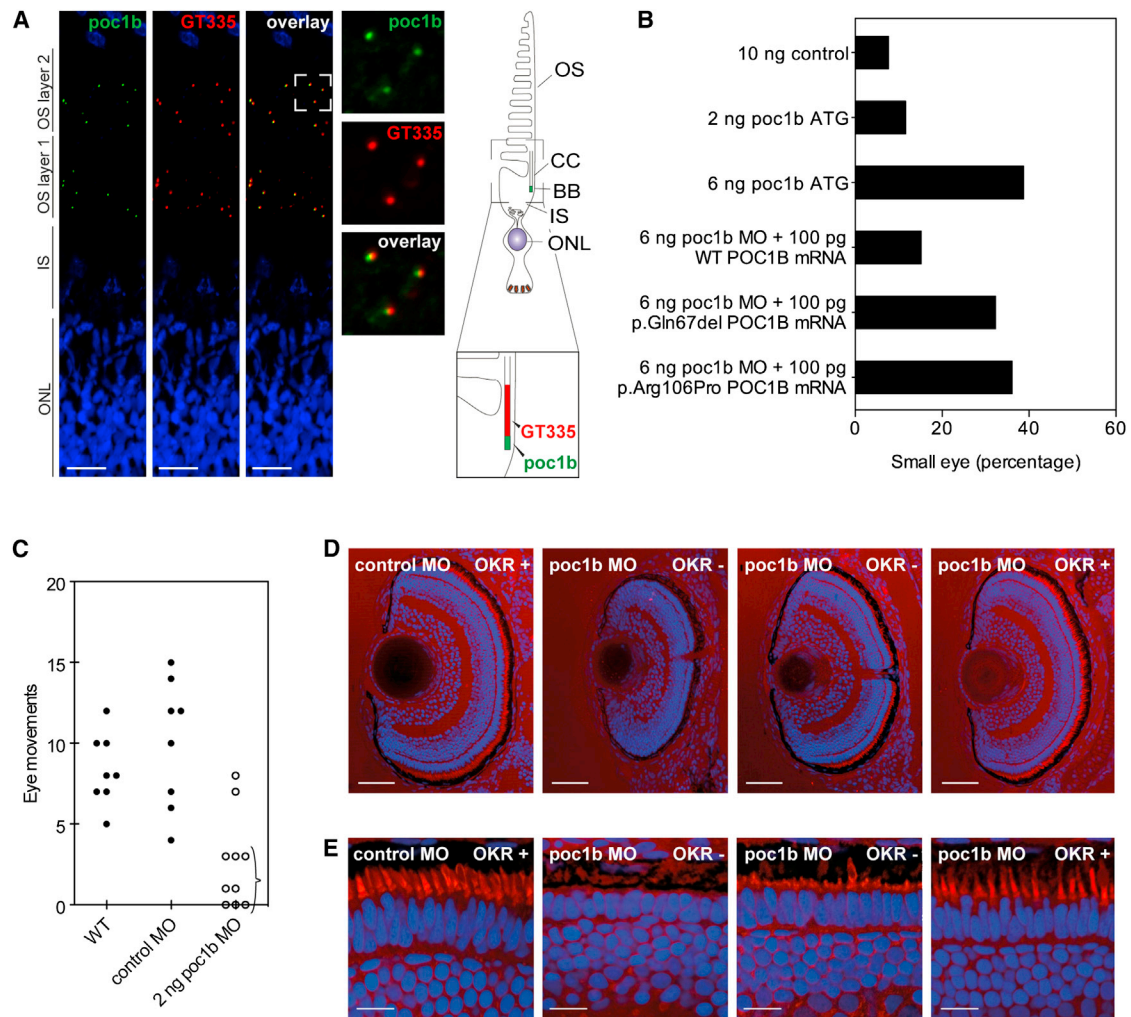 A
poc1b
GT335
overlay
OS layer 2
OS layer 1
IS
ONL
poc1b
GT335
overlay
OS
CC
BB
IS
ONL
GT335
poc1b
B
10 ng control
2 ng poc1b ATG
6 ng poc1b ATG
6 ng poc1b MO + 100 pg
WT POC1B mRNA
6 ng poc1b MO + 100 pg
p.Gln67del POC1B mRNA
6 ng poc1b MO + 100 pg
p.Arg106Pro POC1B mRNA
0 20 40 60
Small eye (percentage)
C
20
15
10
5
0
Eye movements
WT
control MO
2 ng poc1b MO
D
control MO OKR +
poc1b MO OKR -
poc1b MO OKR -
poc1b MO OKR +
E
control MO OKR +
poc1b MO OKR -
poc1b MO OKR -
poc1b MO OKR +